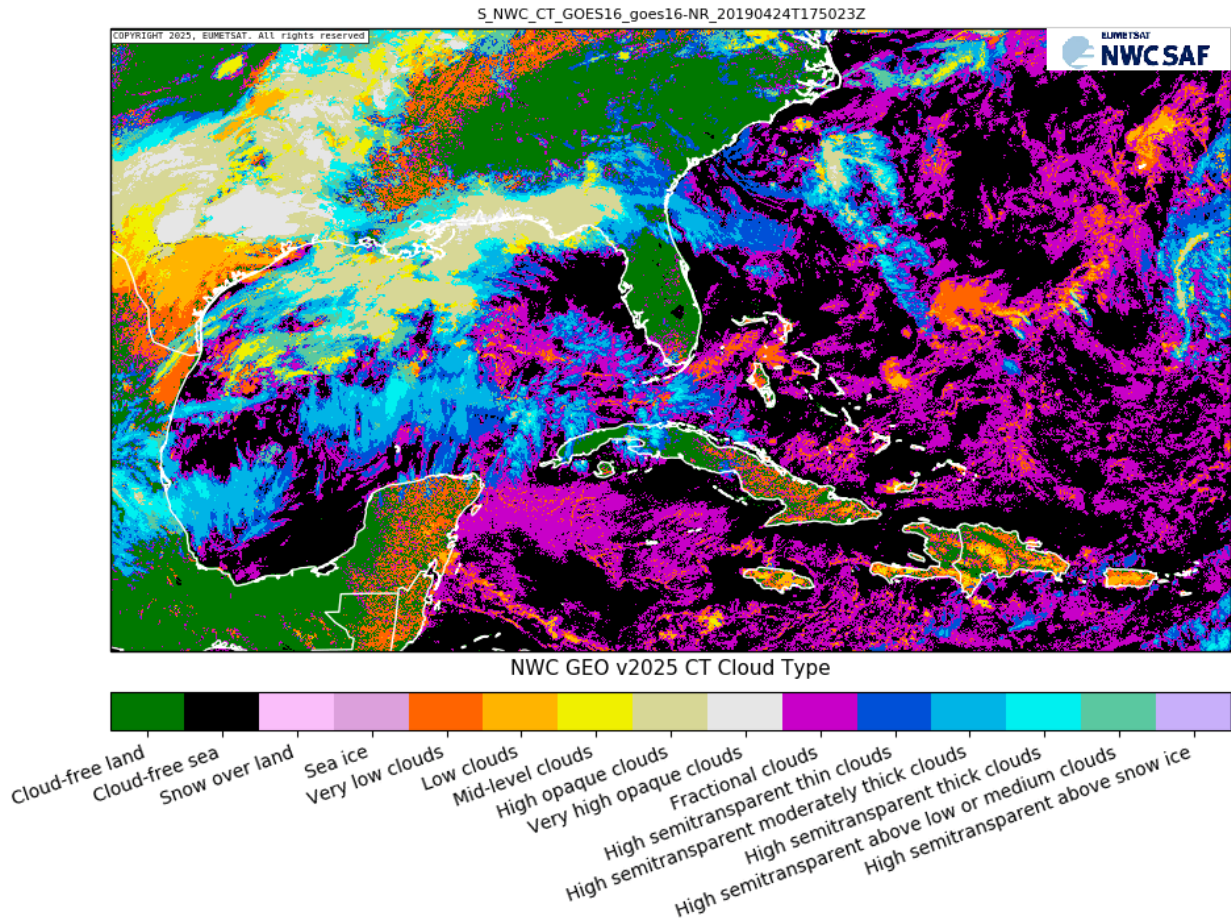 S_NWC_CT_GOES16_goes16-NR_20190424T175023Z
COPYRIGHT 2025, EUMETSAT. All rights reserved
EUMETSAT
NWC SAF
NWC GEO v2025 CT Cloud Type
Cloud-free land
Cloud-free sea
Snow over land
Sea ice
Very low clouds
Low clouds
Mid-level clouds
High opaque clouds
Very high opaque clouds
Fractional clouds
High semitransparent thin clouds
High semitransparent moderately thick clouds
High semitransparent thick clouds
High semitransparent above low or medium clouds
High semitransparent above snow ice